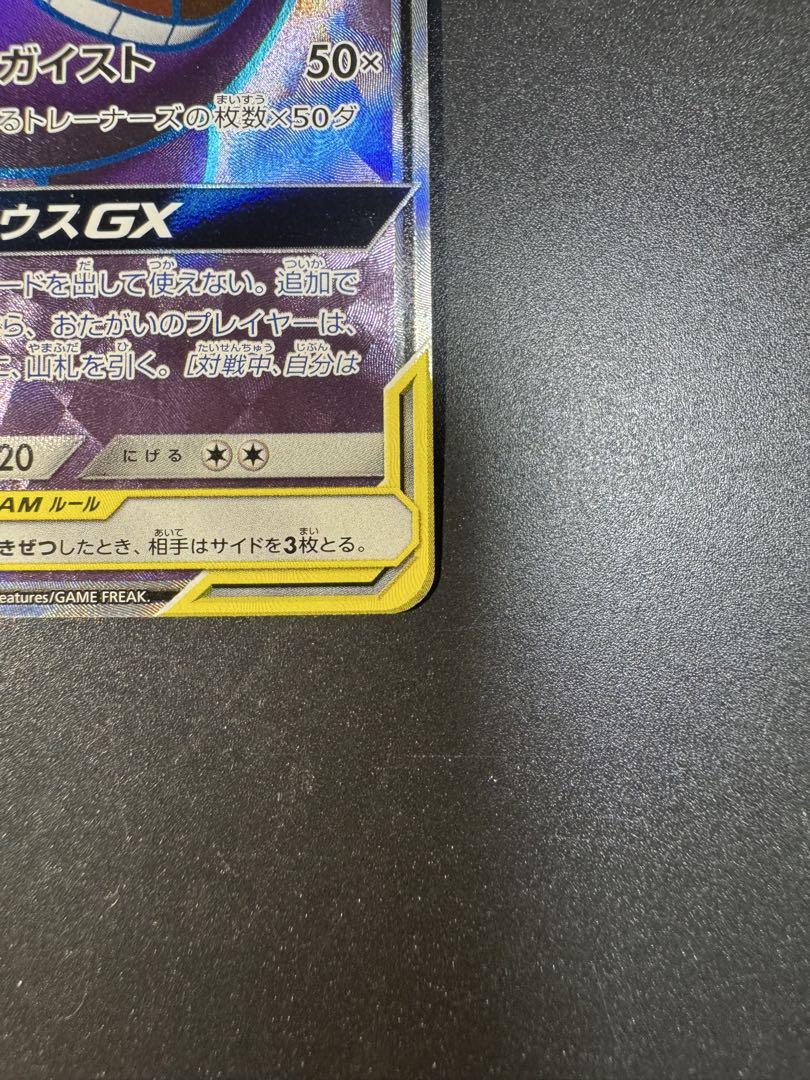 ガイスト 50×
るトレーナーズの枚数×50ダ
ウスGX
ードを出して使えない。追加で
ら、おたがいのプレイヤーは、
に、山札を引く。[対戦中、自分は
20 にげる
AM ルール
きぜつしたとき、相手はサイドを3枚とる。
eatures/GAME FREAK.